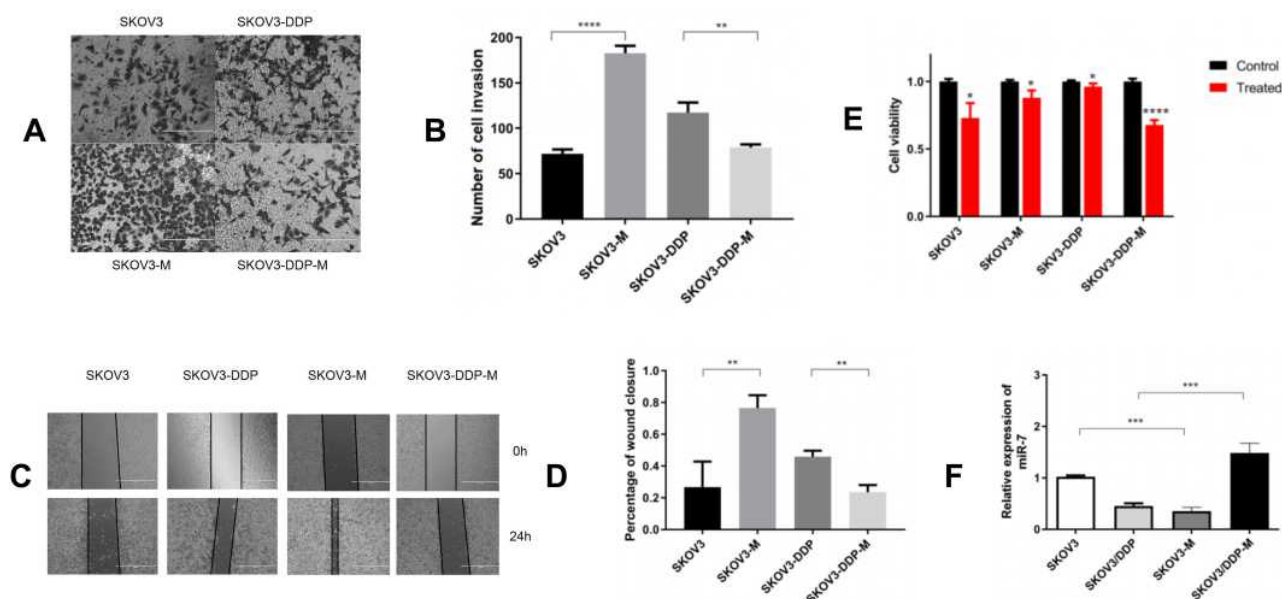 A
SKOV3 SKOV3-DDP
SKOV3-M SKOV3-DDP-M
B
Number of cell invasion
200
150
100
50
0
**** **
SKOV3
SKOV3-M
SKOV3-DDP
SKOV3-DDP-M
E
Cell viability
1.0
0.5
0.0
* * * ****
Control
Treated
SKOV3
SKOV3-M
SKV3-DDP
SKOV3-DDP-M
C
SKOV3 SKOV3-DDP SKOV3-M SKOV3-DDP-M
0h
24h
D
Percentage of wound closure
1.0
0.8
0.6
0.4
0.2
0.0
** **
SKOV3
SKOV3-M
SKOV3-DDP
SKOV3-DDP-M
F
Relative expression of
miR-7
3
2
1
0
***
***
SKOV3
SKOV3/DDP
SKOV3-M
SKOV3/DDP-M